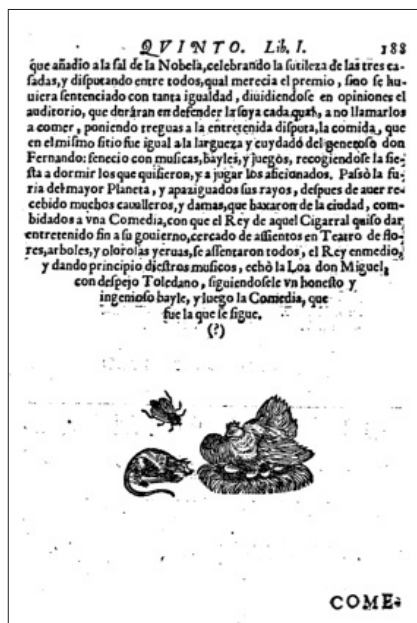 QVINTO. Lib. I. 188
que añadio a la sal de la Nobela, celebrando la sutileza de las tres ca-
sadas, y disputando entre todos, qual merecia el premio, sino se hu-
uiera sentenciado con tanta igualdad, diuidiendose en opiniones el
auditorio, que duràran en defender la soya cada qual, a no llamarlos
a comer, poniendo treguas a la entretenida disputa, la comida, que
en el mismo sitio fue igual a la largueza y cuydado del generoso don
Fernando: fenecio con musicas, bayles, y juegos, recogiendose la sie-
sta a dormir los que quisieron, y a jugar los aficionados. Passò la fu-
ria del mayor Planeta, y apaziguados sus rayos, despues de auer re-
cebido muchos caualleros, y damas, que baxaron de la ciudad, com-
bidados a vna Comedia, con que el Rey de aquel Cigarral quiso dar
entretenido fin a su gouierno, cercado de assientos en Teatro de flo-
res, arboles, y olorosas yeruas, se assentaron todos, el Rey enmedio,
y dando principio diestros musicos, echò la Loa don Miguel,
con despejo Toledano, siguiendosele vn honesto y
ingenioso bayle, y luego la Comedia, que
fue la que se sigue.
(?)
COME-